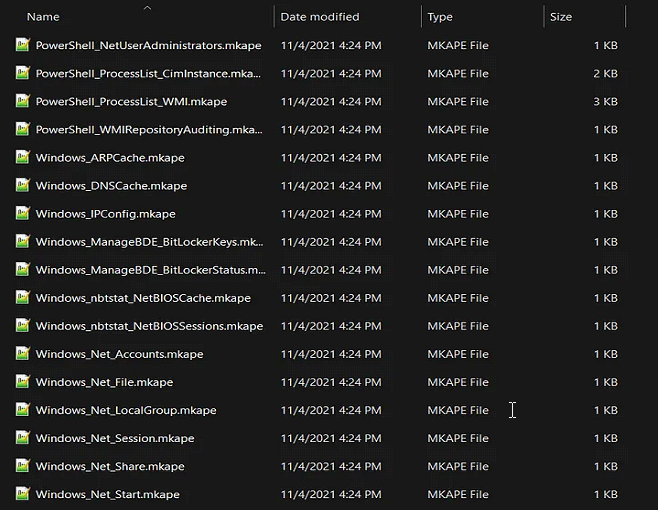 Name Date modified Type Size
PowerShell_NetUserAdministrators.mkape 11/4/2021 4:24 PM MKAPE File 1 KB
PowerShell_ProcessList_CimInstance.mka... 11/4/2021 4:24 PM MKAPE File 2 KB
PowerShell_ProcessList_WMI.mkape 11/4/2021 4:24 PM MKAPE File 3 KB
PowerShell_WMIRepositoryAuditing.mka... 11/4/2021 4:24 PM MKAPE File 1 KB
Windows_ARPCache.mkape 11/4/2021 4:24 PM MKAPE File 1 KB
Windows_DNSCache.mkape 11/4/2021 4:24 PM MKAPE File 1 KB
Windows_IPConfig.mkape 11/4/2021 4:24 PM MKAPE File 1 KB
Windows_ManageBDE_BitLockerKeys.mk... 11/4/2021 4:24 PM MKAPE File 1 KB
Windows_ManageBDE_BitLockerStatus.m... 11/4/2021 4:24 PM MKAPE File 1 KB
Windows_nbtstat_NetBIOSCache.mkape 11/4/2021 4:24 PM MKAPE File 1 KB
Windows_nbtstat_NetBIOSSessions.mkape 11/4/2021 4:24 PM MKAPE File 1 KB
Windows_Net_Accounts.mkape 11/4/2021 4:24 PM MKAPE File 1 KB
Windows_Net_File.mkape 11/4/2021 4:24 PM MKAPE File 1 KB
Windows_Net_LocalGroup.mkape 11/4/2021 4:24 PM MKAPE File 1 KB
Windows_Net_Session.mkape 11/4/2021 4:24 PM MKAPE File 1 KB
Windows_Net_Share.mkape 11/4/2021 4:24 PM MKAPE File 1 KB
Windows_Net_Start.mkape 11/4/2021 4:24 PM MKAPE File 1 KB